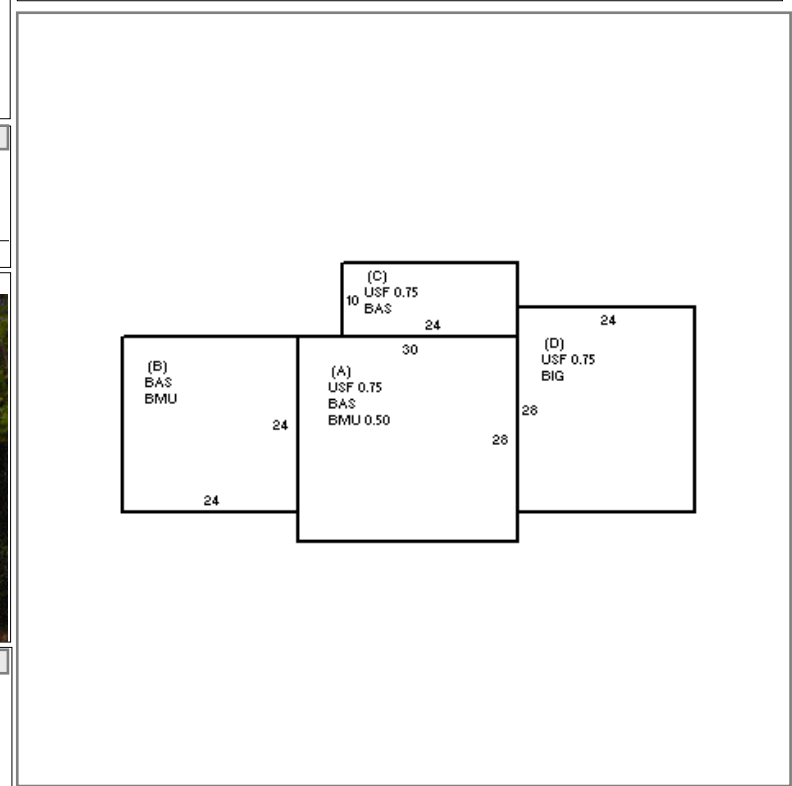 (C)
USF 0.75
BAS
10
24
24
(D)
USF 0.75
BIG
28
30
(A)
USF 0.75
BAS
BMU 0.50
28
(B)
BAS
BMU
24
24